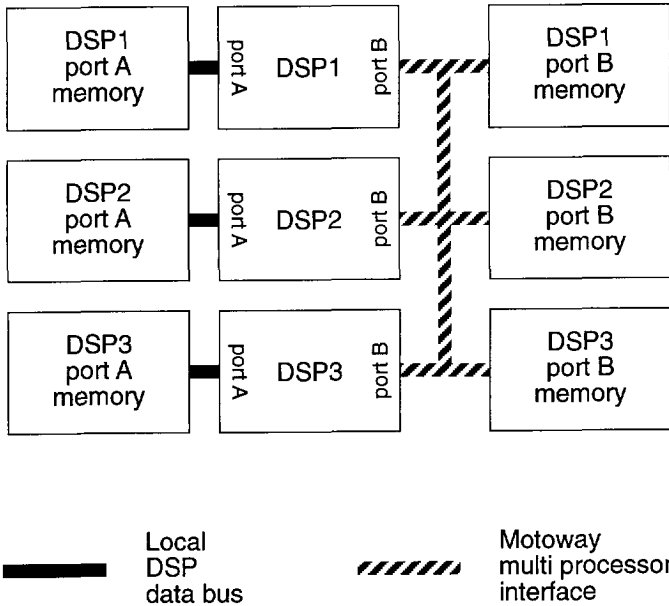 DSP1
port A
memory
port A
DSP1
port B
DSP1
port B
memory
DSP2
port A
memory
port A
DSP2
port B
DSP2
port B
memory
DSP3
port A
memory
port A
DSP3
port B
DSP3
port B
memory
Local
DSP
data bus
Motoway
multi processor
interface